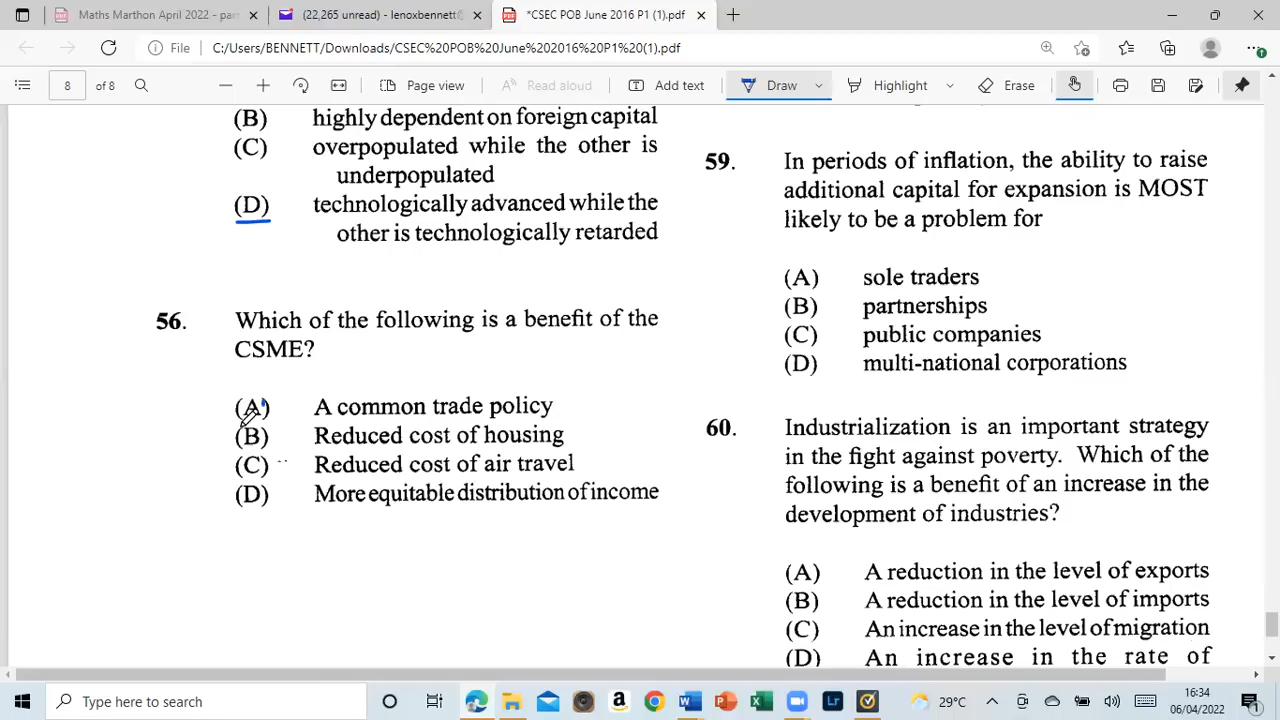 Maths Marthon April 2022 - par
(22,265 unread) - lenoxbennett
*CSEC POB June 2016 P1 (1).pdf
File
C:/Users/BENNETT/Downloads/CSEC%20POB%20June%202016%20P1%20(1).pdf
8 of 8
Page view
Read aloud
Add text
Draw
Highlight
Erase
(B) highly dependent on foreign capital
(C) overpopulated while the other is
underpopulated
(D) technologically advanced while the
other is technologically retarded
56. Which of the following is a benefit of the
CSME?
(A) A common trade policy
(B) Reduced cost of housing
(C) Reduced cost of air travel
(D) More equitable distribution of income
59. In periods of inflation, the ability to raise
additional capital for expansion is MOST
likely to be a problem for
(A) sole traders
(B) partnerships
(C) public companies
(D) multi-national corporations
60. Industrialization is an important strategy
in the fight against poverty. Which of the
following is a benefit of an increase in the
development of industries?
(A) A reduction in the level of exports
(B) A reduction in the level of imports
(C) An increase in the level of migration
(D) An increase in the rate of
Type here to search
29°C
16:34
06/04/2022